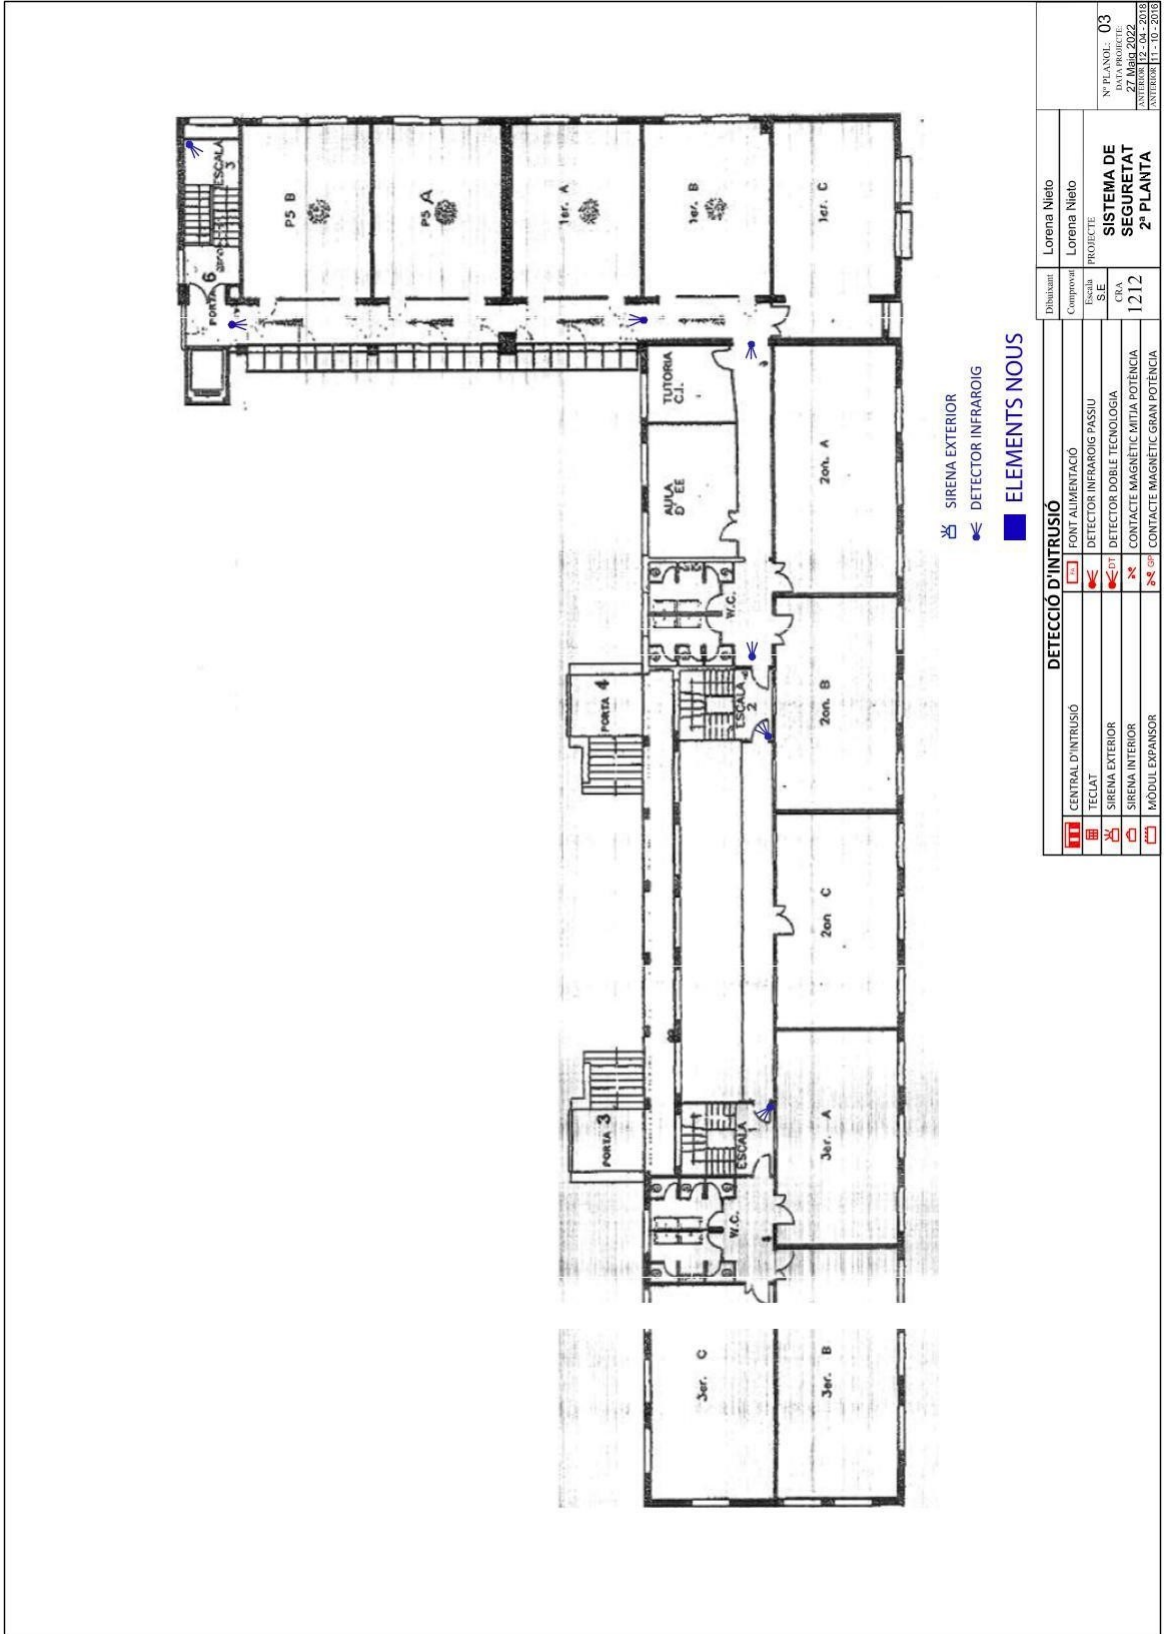 3er. C
3er. B
W.C.
ESCALA
1
PORTA 3
3er. A
2on C
PORTA 4
ESCALA
2
2on. B
W.C.
AULA
D' EE
TUTORIA
C.I.
2on. A
PORTA 6
ESCALA
3
P5 B
P5 A
1er. A
1er. B
1er. C
SIRENA EXTERIOR
DETECTOR INFRAROIG
ELEMENTS NOUS
DETECCIÓ D'INTRUSIÓ
CENTRAL D'INTRUSIÓ
TECLAT
SIRENA EXTERIOR
SIRENA INTERIOR
MÒDUL EXPANSOR
FONT ALIMENTACIÓ
DETECTOR INFRAROIG PASSIU
DT
DETECTOR DOBLE TECNOLOGIA
CONTACTE MAGNÈTIC MITJA POTÈNCIA
GP
CONTACTE MAGNÈTIC GRAN POTÈNCIA
Dibuixant
Lorena Nieto
Comprovat
Lorena Nieto
Escala
S.E
CRA
1212
PROJECTE
SISTEMA DE
SEGURETAT
2ª PLANTA
Nº PLANOL: 03
DATA PROJECTE:
27 Maig 2022
ANTERIOR 12 - 04 - 2018
ANTERIOR 11 - 10 - 2016